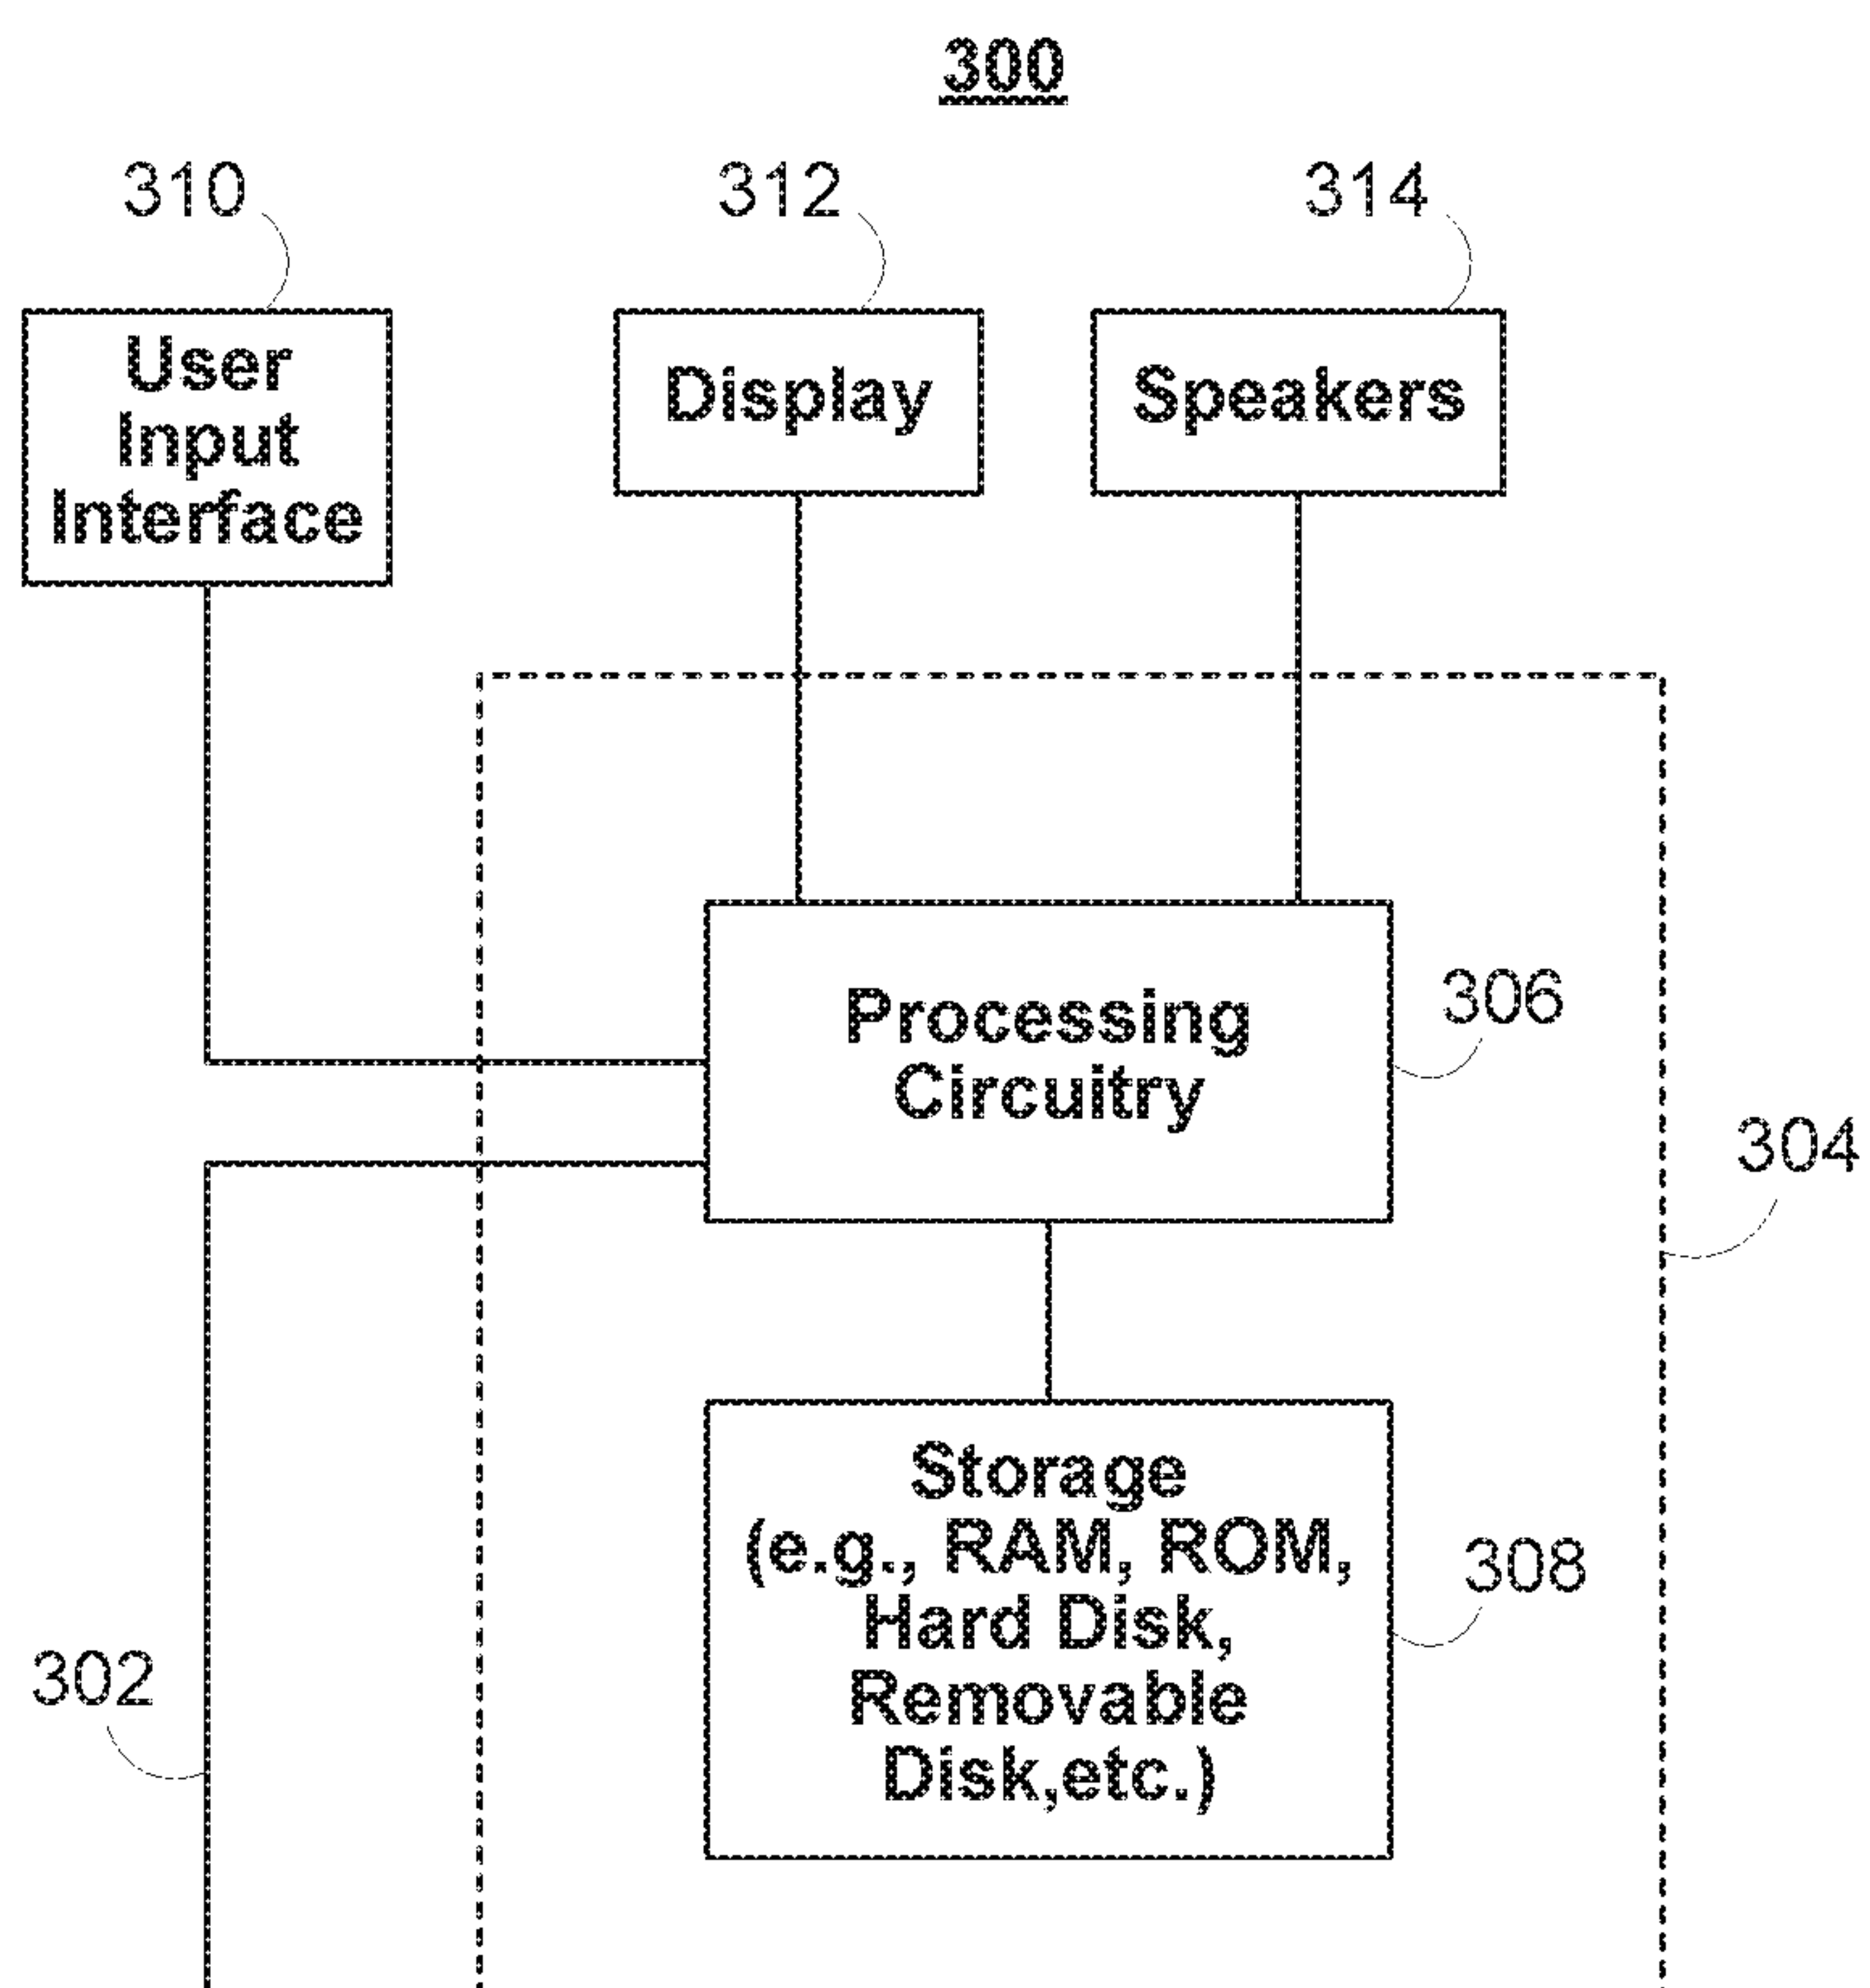 300
310
312
314
User
Input
Interface
Display
Speakers
Processing
Circuitry
306
304
Storage
(e.g., RAM, ROM,
Hard Disk,
Removable
Disk,etc.)
308
302